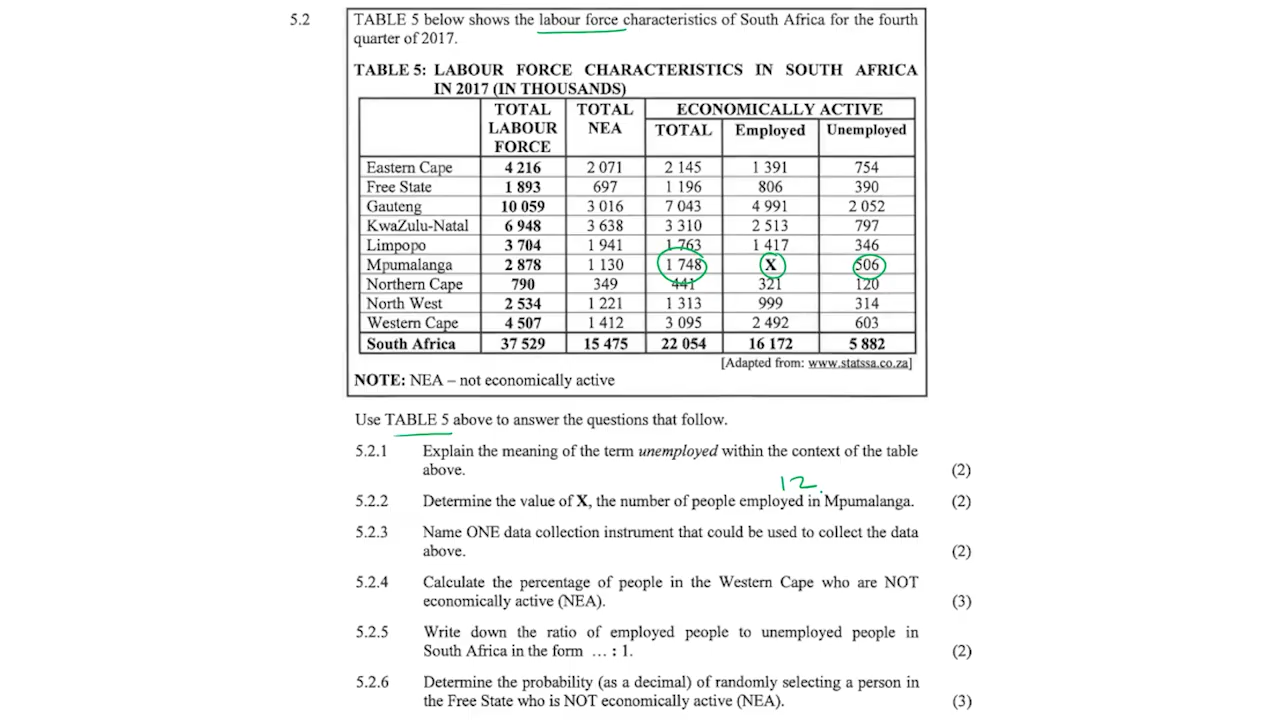 5.2 TABLE 5 below shows the labour force characteristics of South Africa for the fourth
quarter of 2017.
TABLE 5: LABOUR FORCE CHARACTERISTICS IN SOUTH AFRICA
IN 2017 (IN THOUSANDS)
TOTAL LABOUR FORCE TOTAL NEA ECONOMICALLY ACTIVE
TOTAL Employed Unemployed
Eastern Cape 4 216 2 071 2 145 1 391 754
Free State 1 893 697 1 196 806 390
Gauteng 10 059 3 016 7 043 4 991 2 052
KwaZulu-Natal 6 948 3 638 3 310 2 513 797
Limpopo 3 704 1 941 1 763 1 417 346
Mpumalanga 2 878 1 130 1 748 X 506
Northern Cape 790 349 441 321 120
North West 2 534 1 221 1 313 999 314
Western Cape 4 507 1 412 3 095 2 492 603
South Africa 37 529 15 475 22 054 16 172 5 882
[Adapted from: www.statssa.co.za]
NOTE: NEA – not economically active
Use TABLE 5 above to answer the questions that follow.
5.2.1 Explain the meaning of the term unemployed within the context of the table
above. (2)
12
5.2.2 Determine the value of X, the number of people employed in Mpumalanga. (2)
5.2.3 Name ONE data collection instrument that could be used to collect the data
above. (2)
5.2.4 Calculate the percentage of people in the Western Cape who are NOT
economically active (NEA). (3)
5.2.5 Write down the ratio of employed people to unemployed people in
South Africa in the form ... : 1. (2)
5.2.6 Determine the probability (as a decimal) of randomly selecting a person in
the Free State who is NOT economically active (NEA). (3)